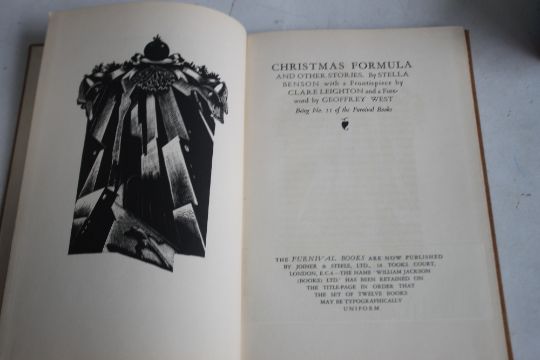 CHRISTMAS FORMULA
AND OTHER STORIES. By STELLA
BENSON with a Frontispiece by
CLARE LEIGHTON and a Fore-
word by GEOFFREY WEST
Being No. 11 of the Furnival Books
THE FURNIVAL BOOKS ARE NOW PUBLISHED
BY JOINER & STEELE, LTD., 18 TOOKS COURT,
LONDON, E.C.4—THE NAME 'WILLIAM JACKSON
(BOOKS) LTD.' HAS BEEN RETAINED ON
THE TITLE-PAGE IN ORDER THAT
THE SET OF TWELVE BOOKS
MAY BE TYPOGRAPHICALLY
UNIFORM